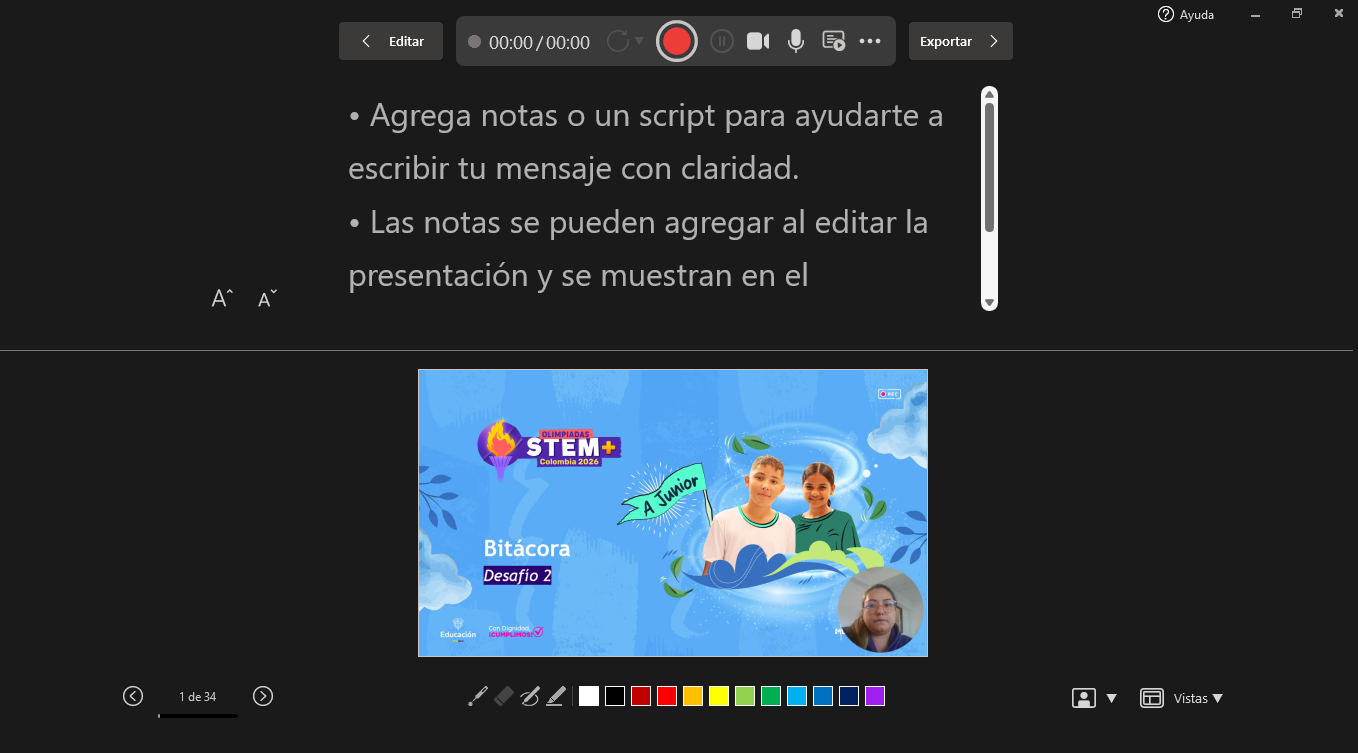 Ayuda
Editar
00:00/00:00
Exportar
• Agrega notas o un script para ayudarte a
escribir tu mensaje con claridad.
• Las notas se pueden agregar al editar la
presentación y se muestran en el
A A
REC
OLIMPIADAS
STEM+
Colombia 2026
A Junior
Bitácora
Desafío 2
Educación
Con Dignidad,
¡CUMPLIMOS!
1 de 34
Vistas